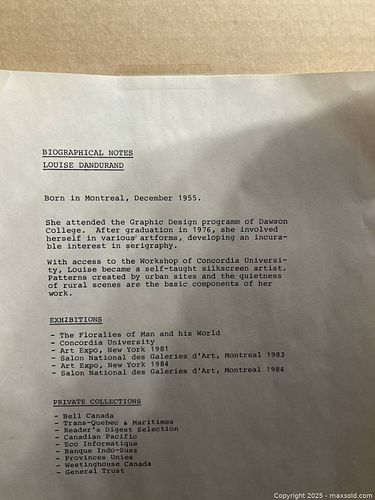 BIOGRAPHICAL NOTES
LOUISE DANDURAND
Born in Montreal, December 1955.
She attended the Graphic Design programm of Dawson
College. After graduation in 1976, she involved
herself in various artforms, developing an incura-
ble interest in serigraphy.
With access to the Workshop of Concordia Universi-
ty, Louise became a self-taught silkscreen artist.
Patterns created by urban sites and the quietness
of rural scenes are the basic components of her
work.
EXHIBITIONS
- The Floralies of Man and his World
- Concordia University
- Art Expo, New York 1981
- Salon National des Galeries d'Art, Montreal 1983
- Art Expo, New York 1984
- Salon National des Galeries d'Art, Montreal 1984
PRIVATE COLLECTIONS
- Bell Canada
- Trans-Quebec & Maritimes
- Reader's Digest Selection
- Canadian Pacific
- Eco Informatique
- Banque Indo-Suez
- Provinces Unies
- Westinghouse Canada
- General Trust
Copyright 2025 - maxsold.com